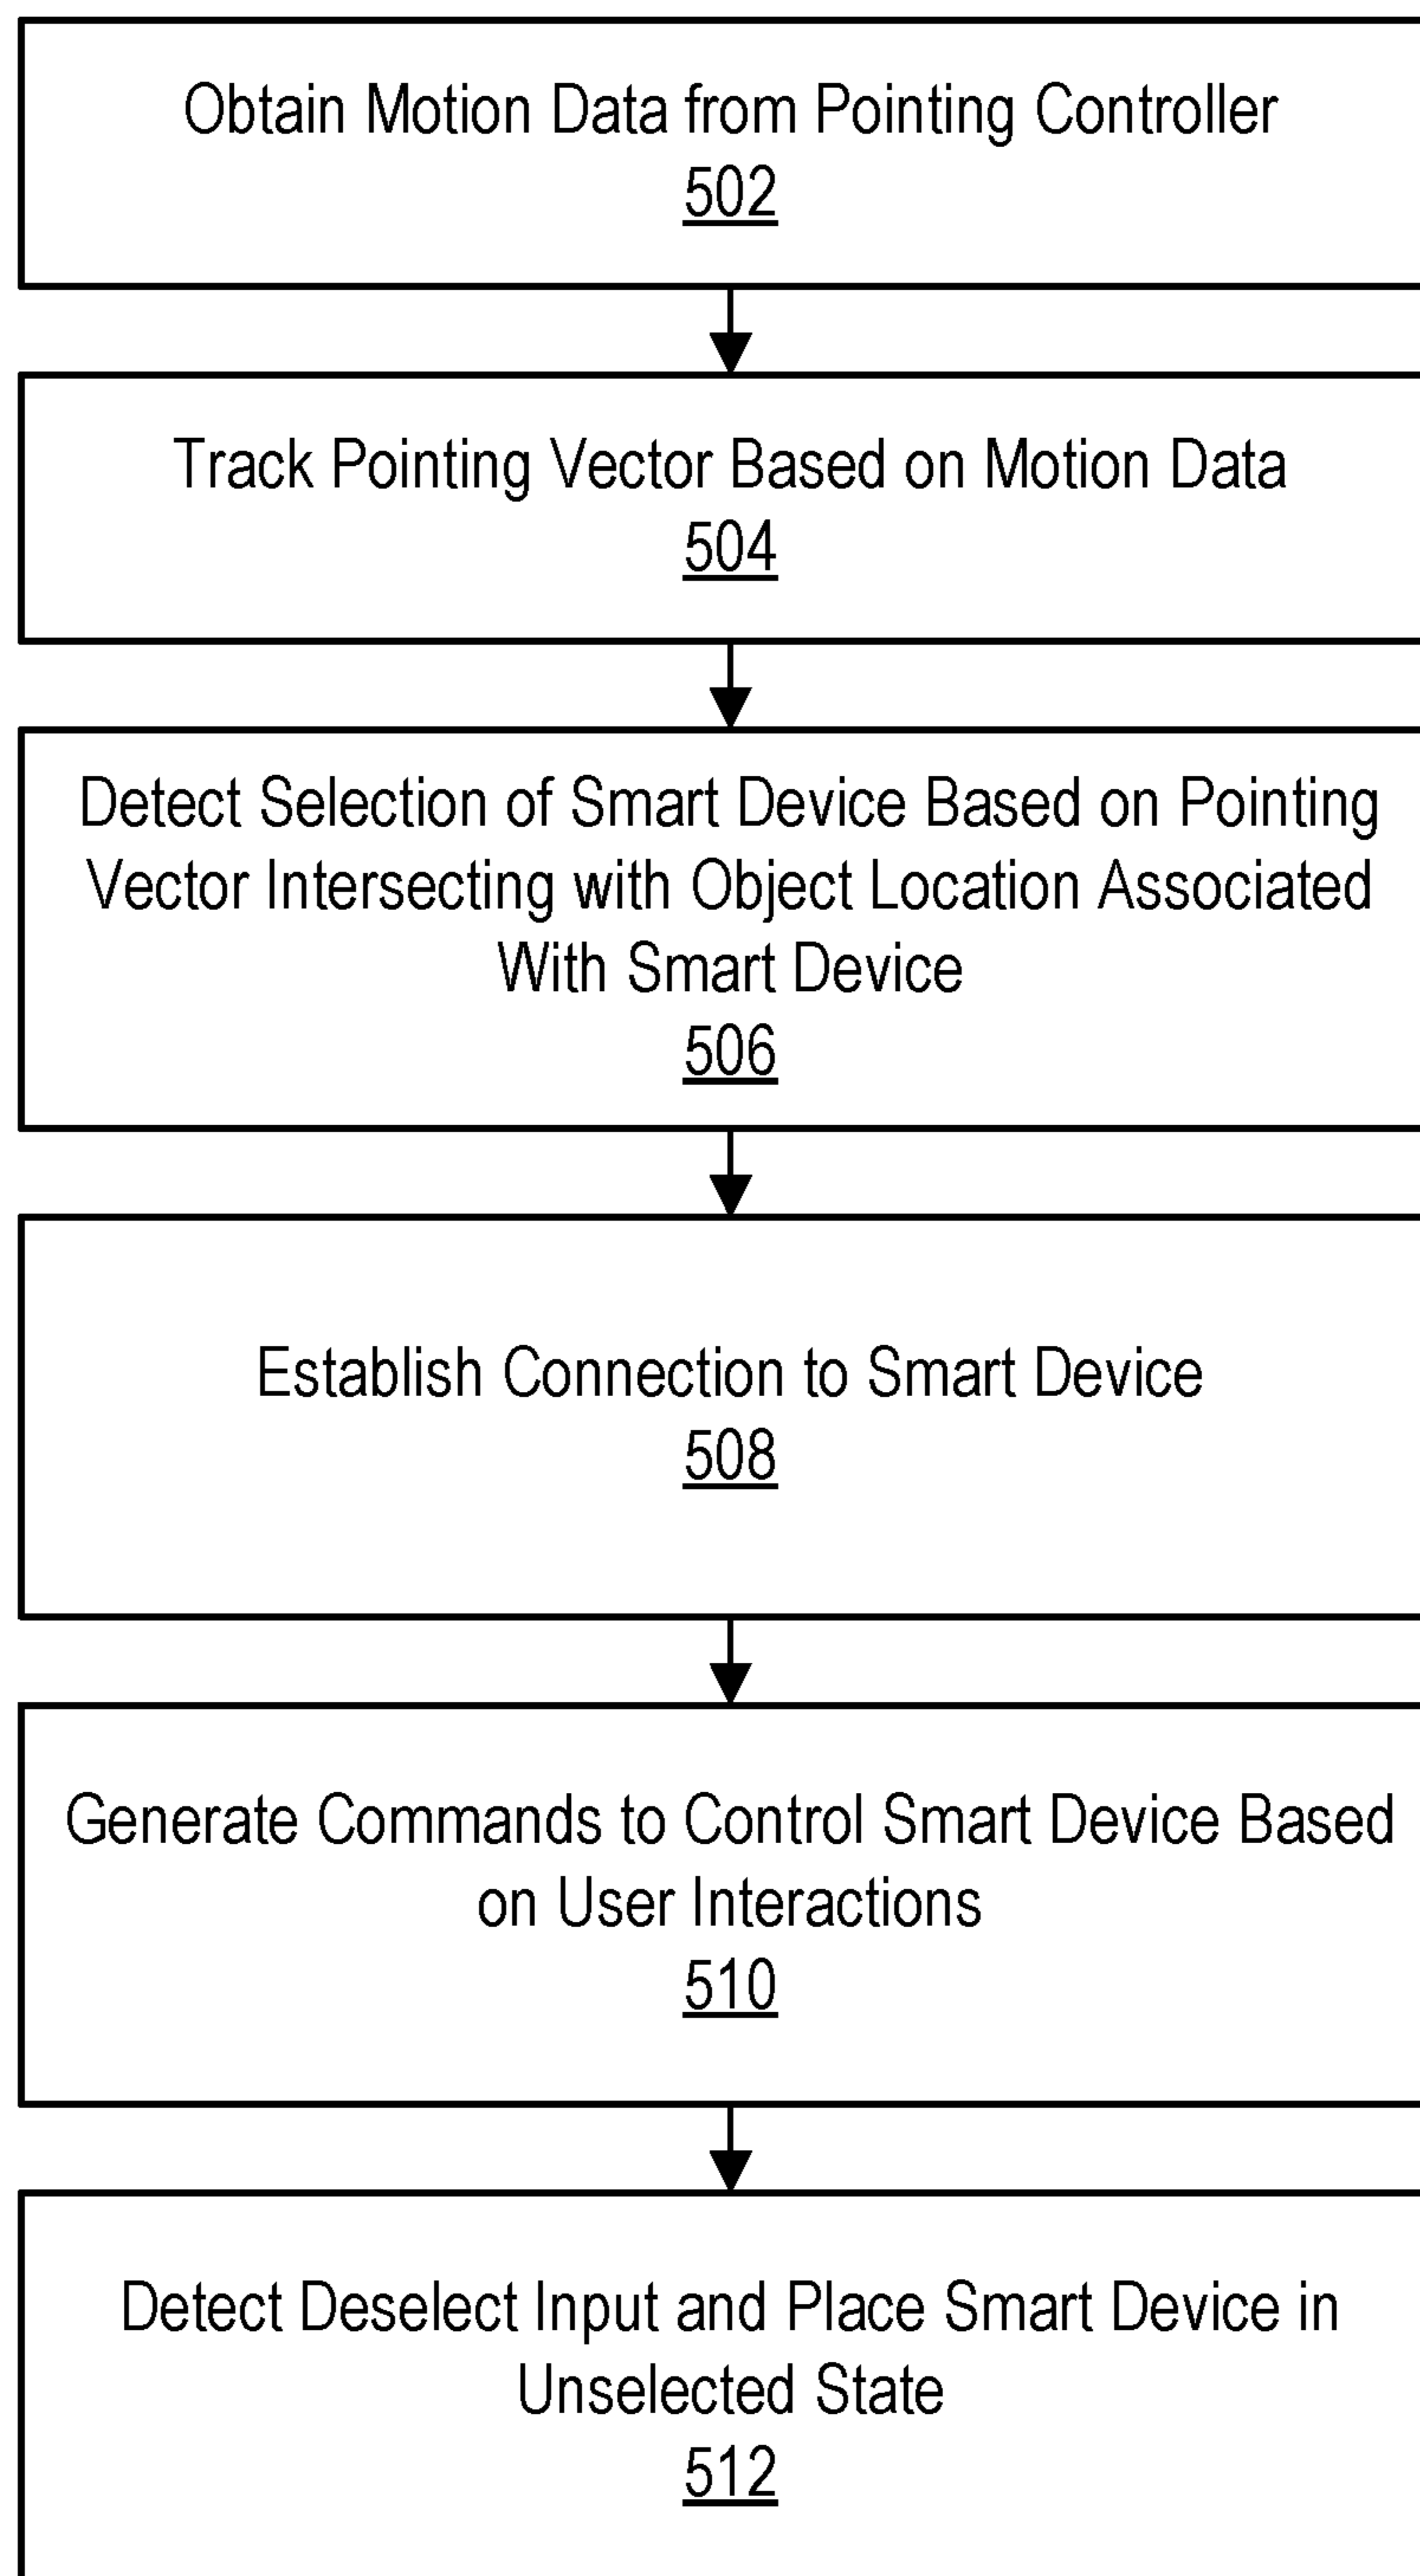 Obtain Motion Data from Pointing Controller
502
Track Pointing Vector Based on Motion Data
504
Detect Selection of Smart Device Based on Pointing
Vector Intersecting with Object Location Associated
With Smart Device
506
Establish Connection to Smart Device
508
Generate Commands to Control Smart Device Based
on User Interactions
510
Detect Deselect Input and Place Smart Device in
Unselected State
512